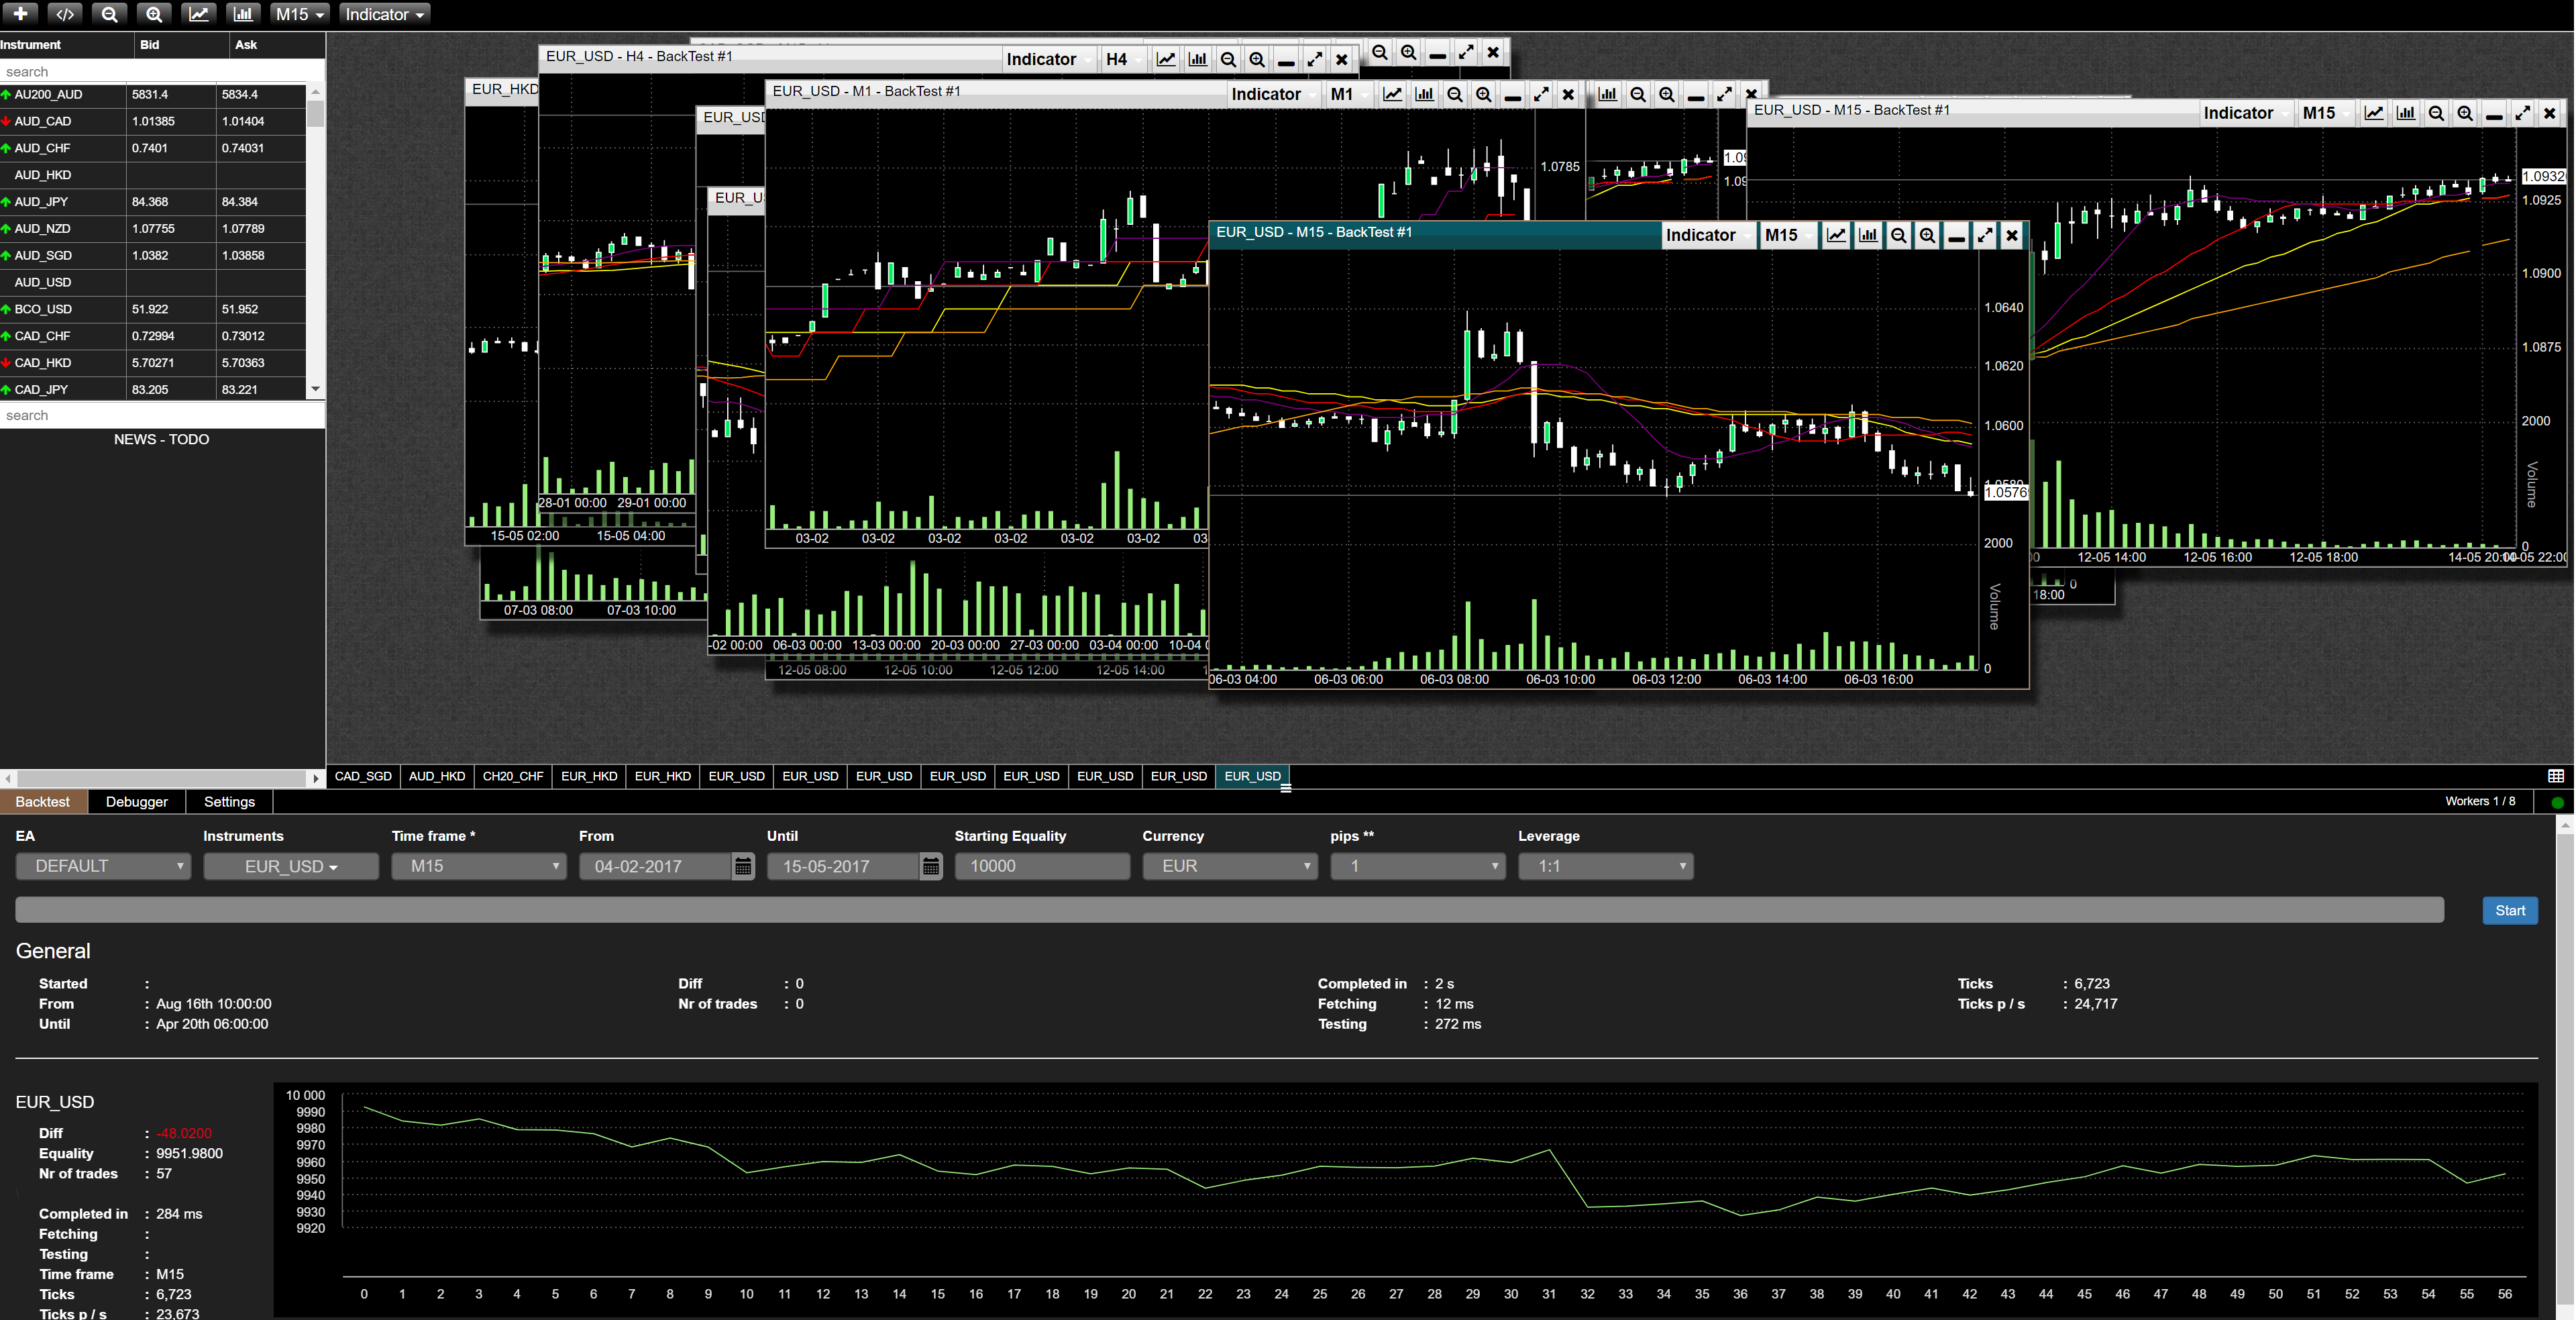 M15 Indicator
Instrument Bid Ask
search
AU200_AUD 5831.4 5834.4
AUD_CAD 1.01385 1.01404
AUD_CHF 0.7401 0.74031
AUD_HKD
AUD_JPY 84.368 84.384
AUD_NZD 1.07755 1.07789
AUD_SGD 1.0382 1.03858
AUD_USD
BCO_USD 51.922 51.952
CAD_CHF 0.72994 0.73012
CAD_HKD 5.70271 5.70363
CAD_JPY 83.205 83.221
search
NEWS - TODO
EUR_HKD
15-05 02:00 15-05 04:00
07-03 08:00 07-03 10:00
EUR_USD - H4 - BackTest #1 Indicator H4
28-01 00:00 29-01 00:00
EUR_USD
EUR_U
-02 00:00 06-03 00:00 13-03 00:00 20-03 00:00 27-03 00:00 03-04 00:00 10-04
12-05 08:00 12-05 10:00 12-05 12:00 12-05 14:00
EUR_USD - M1 - BackTest #1 Indicator M1
1.0785
03-02 03-02 03-02 03-02 03-02 03-02 03
1.09
1.09
EUR_USD - M15 - BackTest #1 Indicator M15
1.0640
1.0620
1.0600
1.0580
1.0576
2000
Volume
0
06-03 04:00 06-03 06:00 06-03 08:00 06-03 10:00 06-03 12:00 06-03 14:00 06-03 16:00
EUR_USD - M15 - BackTest #1 Indicator M15
1.0932
1.0925
1.0900
1.0875
2000
Volume
0
12-05 14:00 12-05 16:00 12-05 18:00 14-05 20:00 14-05 22:00
0
18:00
CAD_SGD AUD_HKD CH20_CHF EUR_HKD EUR_HKD EUR_USD EUR_USD EUR_USD EUR_USD EUR_USD EUR_USD EUR_USD EUR_USD
Backtest Debugger Settings Workers 1 / 8
EA Instruments Time frame * From Until Starting Equality Currency pips ** Leverage
DEFAULT EUR_USD M15 04-02-2017 15-05-2017 10000 EUR 1 1:1
Start
General
Started : Diff : 0 Completed in : 2 s Ticks : 6,723
From : Aug 16th 10:00:00 Nr of trades : 0 Fetching : 12 ms Ticks p / s : 24,717
Until : Apr 20th 06:00:00 Testing : 272 ms
EUR_USD
Diff : -48.0200
Equality : 9951.9800
Nr of trades : 57
Completed in : 284 ms
Fetching :
Testing :
Time frame : M15
Ticks : 6,723
Ticks p / s : 23,673
10 000
9990
9980
9970
9960
9950
9940
9930
9920
0 1 2 3 4 5 6 7 8 9 10 11 12 13 14 15 16 17 18 19 20 21 22 23 24 25 26 27 28 29 30 31 32 33 34 35 36 37 38 39 40 41 42 43 44 45 46 47 48 49 50 51 52 53 54 55 56